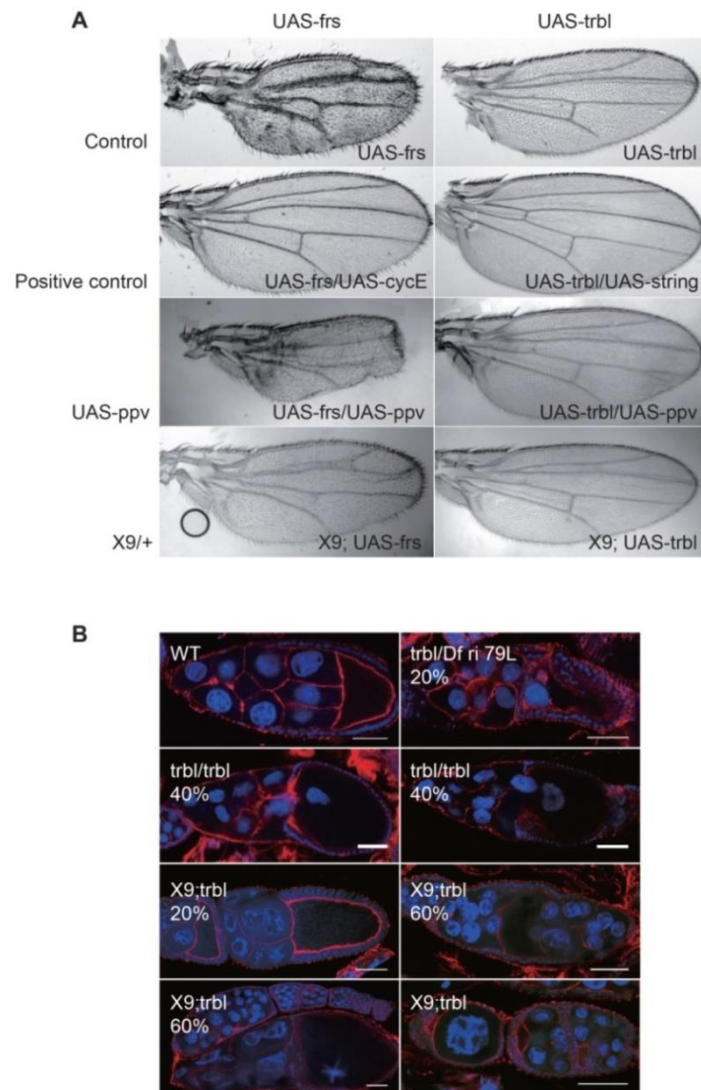 A
UAS-frs UAS-trbl
Control
UAS-frs UAS-trbl
Positive control
UAS-frs/UAS-cycE UAS-trbl/UAS-string
UAS-ppv
UAS-frs/UAS-ppv UAS-trbl/UAS-ppv
X9/+
X9; UAS-frs X9; UAS-trbl
B
WT trbl/Df ri 79L
20%
trbl/trbl trbl/trbl
40% 40%
X9;trbl X9;trbl
20% 60%
X9;trbl X9;trbl
60%